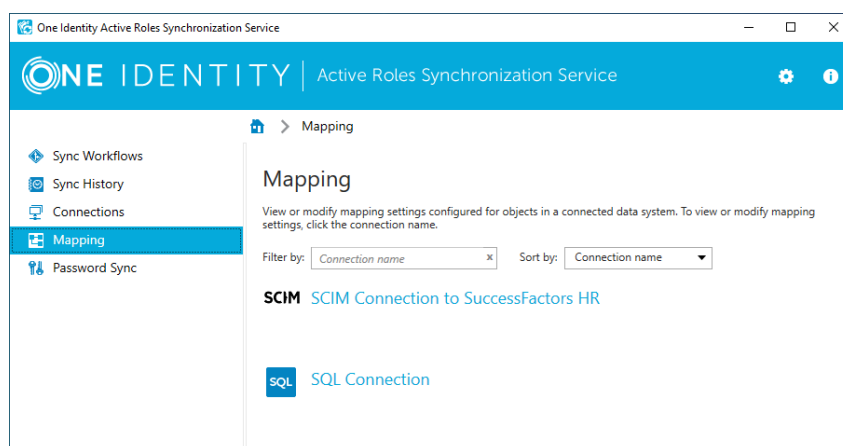 One Identity Active Roles Synchronization Service
ONE IDENTITY Active Roles Synchronization Service
Mapping
Sync Workflows
Sync History
Connections
Mapping
Password Sync
Mapping
View or modify mapping settings configured for objects in a connected data system. To view or modify mapping
settings, click the connection name.
Filter by: Connection name x Sort by: Connection name
SCIM SCIM Connection to SuccessFactors HR
SQL SQL Connection